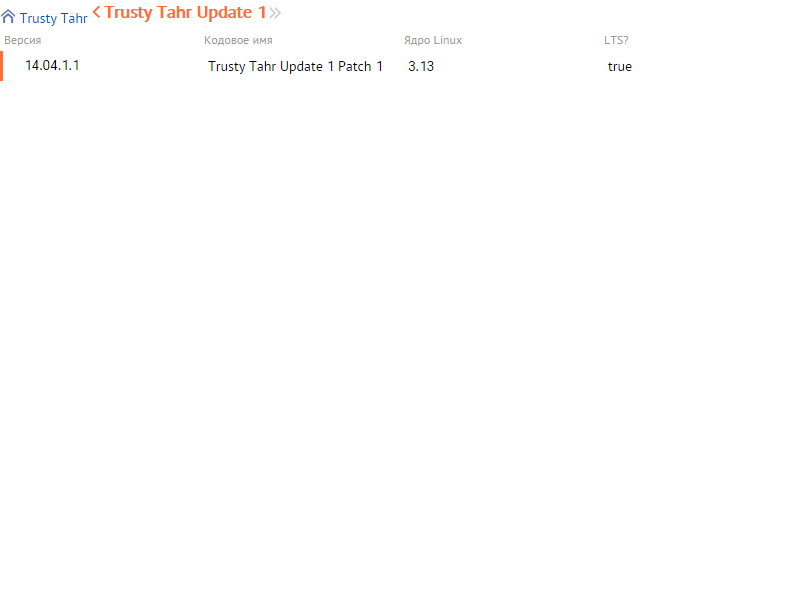 Trusty Tahr Trusty Tahr Update 1
Версия Кодовое имя Ядро Linux LTS?
14.04.1.1 Trusty Tahr Update 1 Patch 1 3.13 true